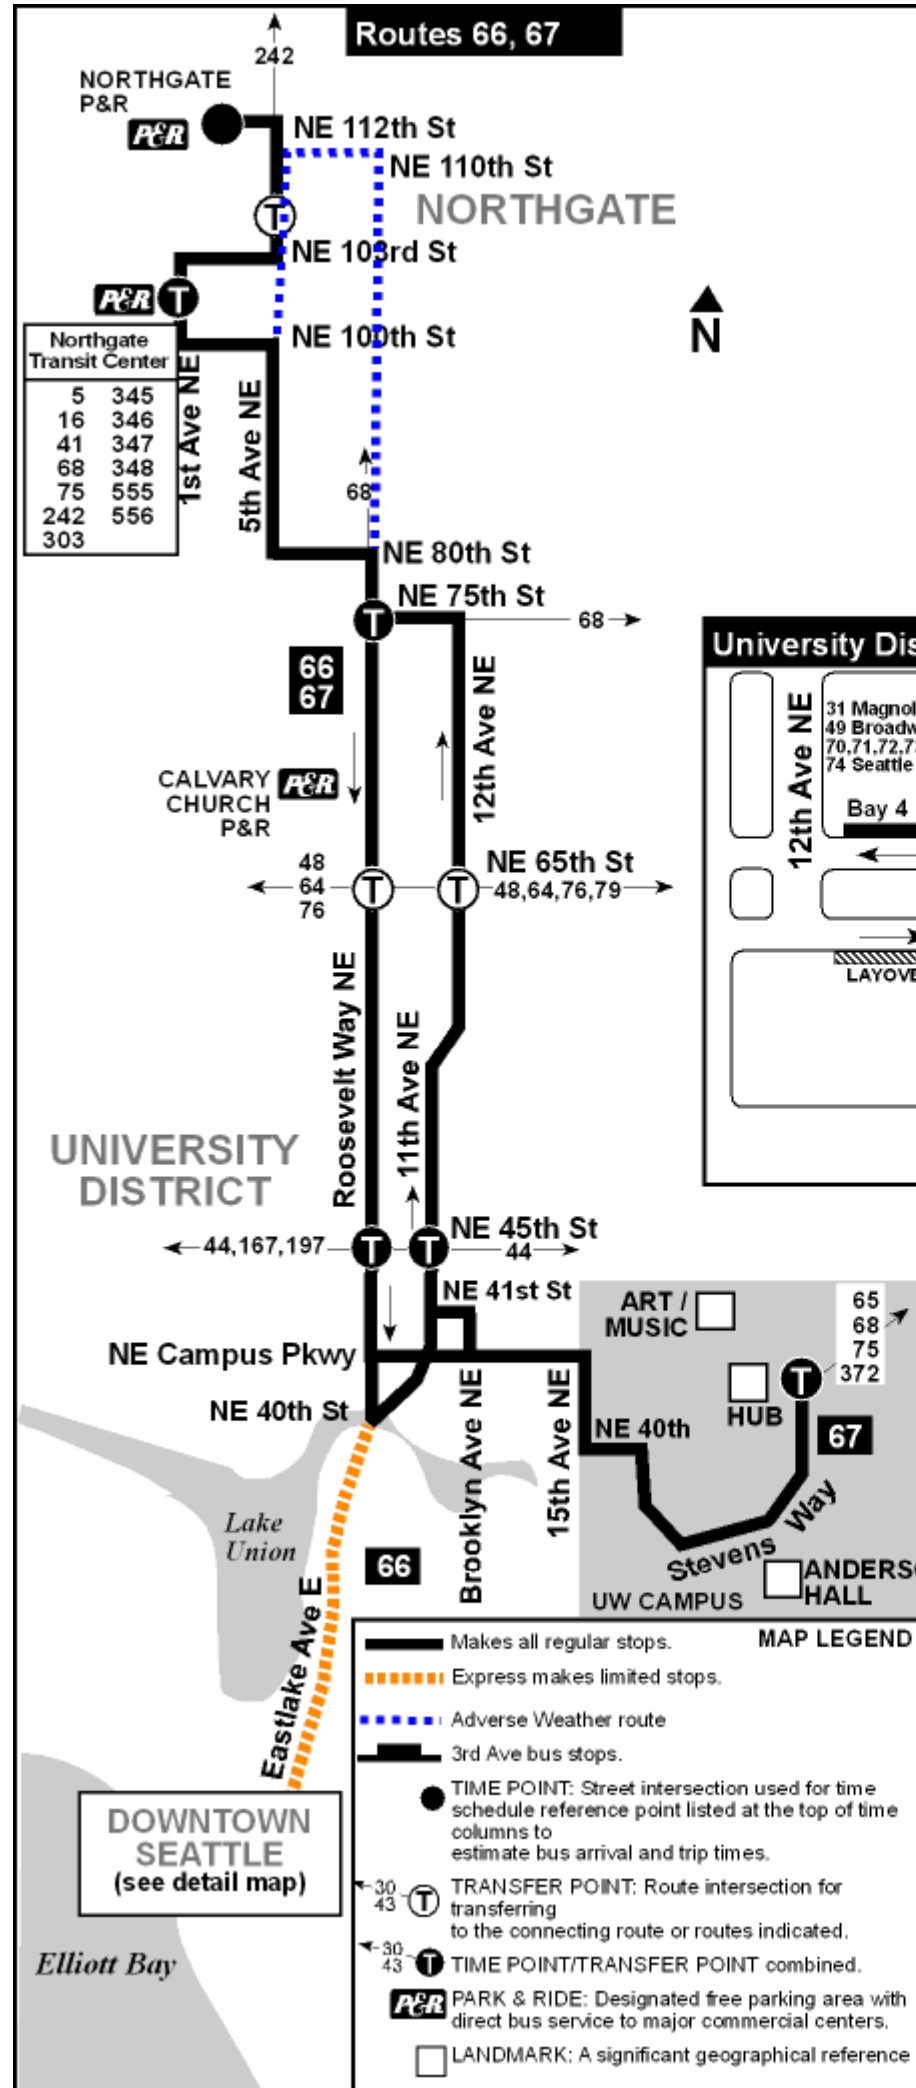 Routes 66, 67
242
NORTHGATE
P&R
P&R
NE 112th St
NE 110th St
NORTHGATE
T
NE 103rd St
P&R T
N
NE 100th St
Northgate
Transit Center
5 345
16 346
41 347
68 348
75 555
242 556
303
1st Ave NE
5th Ave NE
68
NE 80th St
NE 75th St
T
68
66
67
12th Ave NE
CALVARY
CHURCH
P&R
P&R
University Dis
12th Ave NE
31 Magnol
49 Broadw
70,71,72,7
74 Seattle
Bay 4
LAYOVE
48
64
76
T
T
NE 65th St
48,64,76,79
Roosevelt Way NE
11th Ave NE
UNIVERSITY
DISTRICT
44,167,197
T
T
NE 45th St
44
NE 41st St
NE Campus Pkwy
NE 40th St
Brooklyn Ave NE
15th Ave NE
ART /
MUSIC
65
68
75
372
T
HUB
NE 40th
67
Stevens Way
ANDERS
HALL
UW CAMPUS
Lake
Union
66
Eastlake Ave E
DOWNTOWN
SEATTLE
(see detail map)
Elliott Bay
MAP LEGEND
Makes all regular stops.
Express makes limited stops.
Adverse Weather route
3rd Ave bus stops.
TIME POINT: Street intersection used for time
schedule reference point listed at the top of time
columns to
estimate bus arrival and trip times.
30
43 T
TRANSFER POINT: Route intersection for
transferring
to the connecting route or routes indicated.
30
43 T TIME POINT/TRANSFER POINT combined.
P&R PARK & RIDE: Designated free parking area with
direct bus service to major commercial centers.
LANDMARK: A significant geographical reference